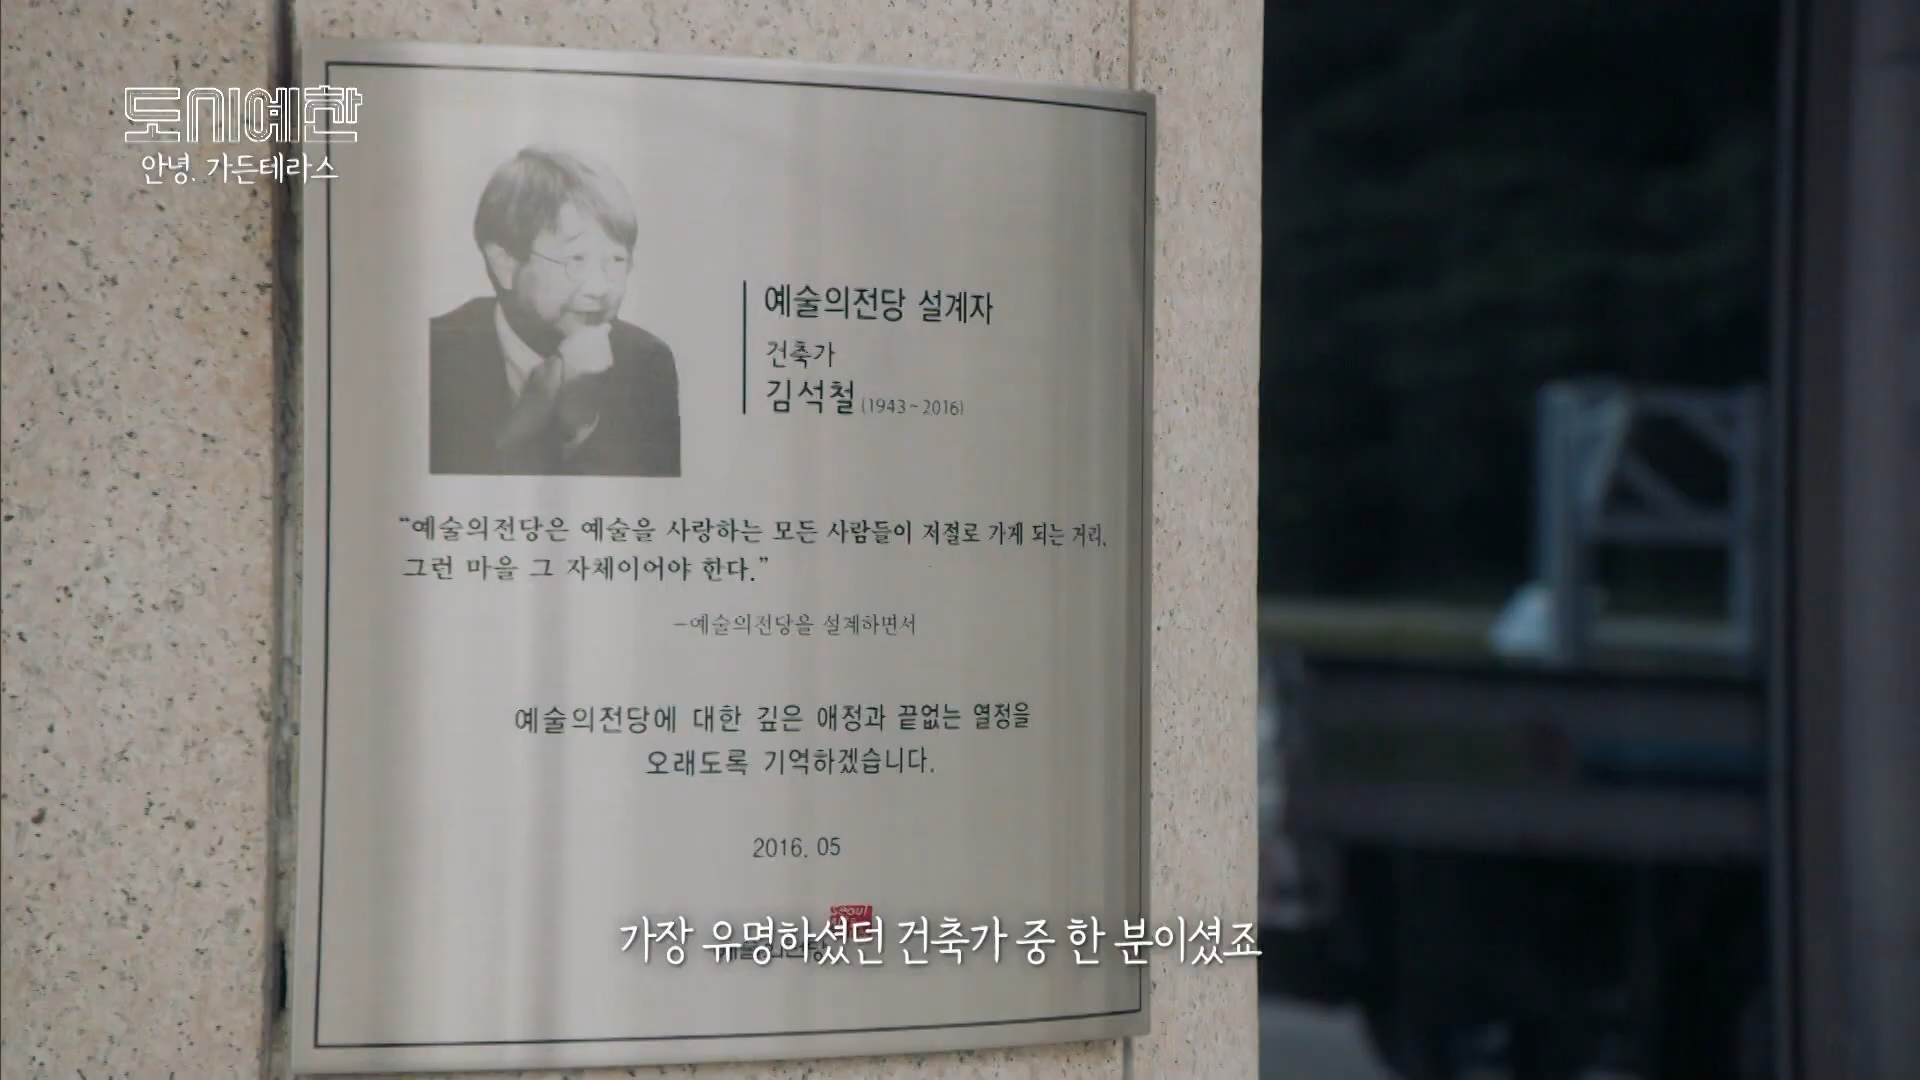 도시예찬
안녕. 가든테라스
예술의전당 설계자
건축가
김석철 (1943~2016)
“예술의전당은 예술을 사랑하는 모든 사람들이 저절로 가게 되는 거리,
그런 마을 그 자체이어야 한다.”
-예술의전당을 설계하면서
예술의전당에 대한 깊은 애정과 끝없는 열정을
오래도록 기억하겠습니다.
2016. 05
seoul
가장 유명하셨던 건축가 중 한 분이셨죠